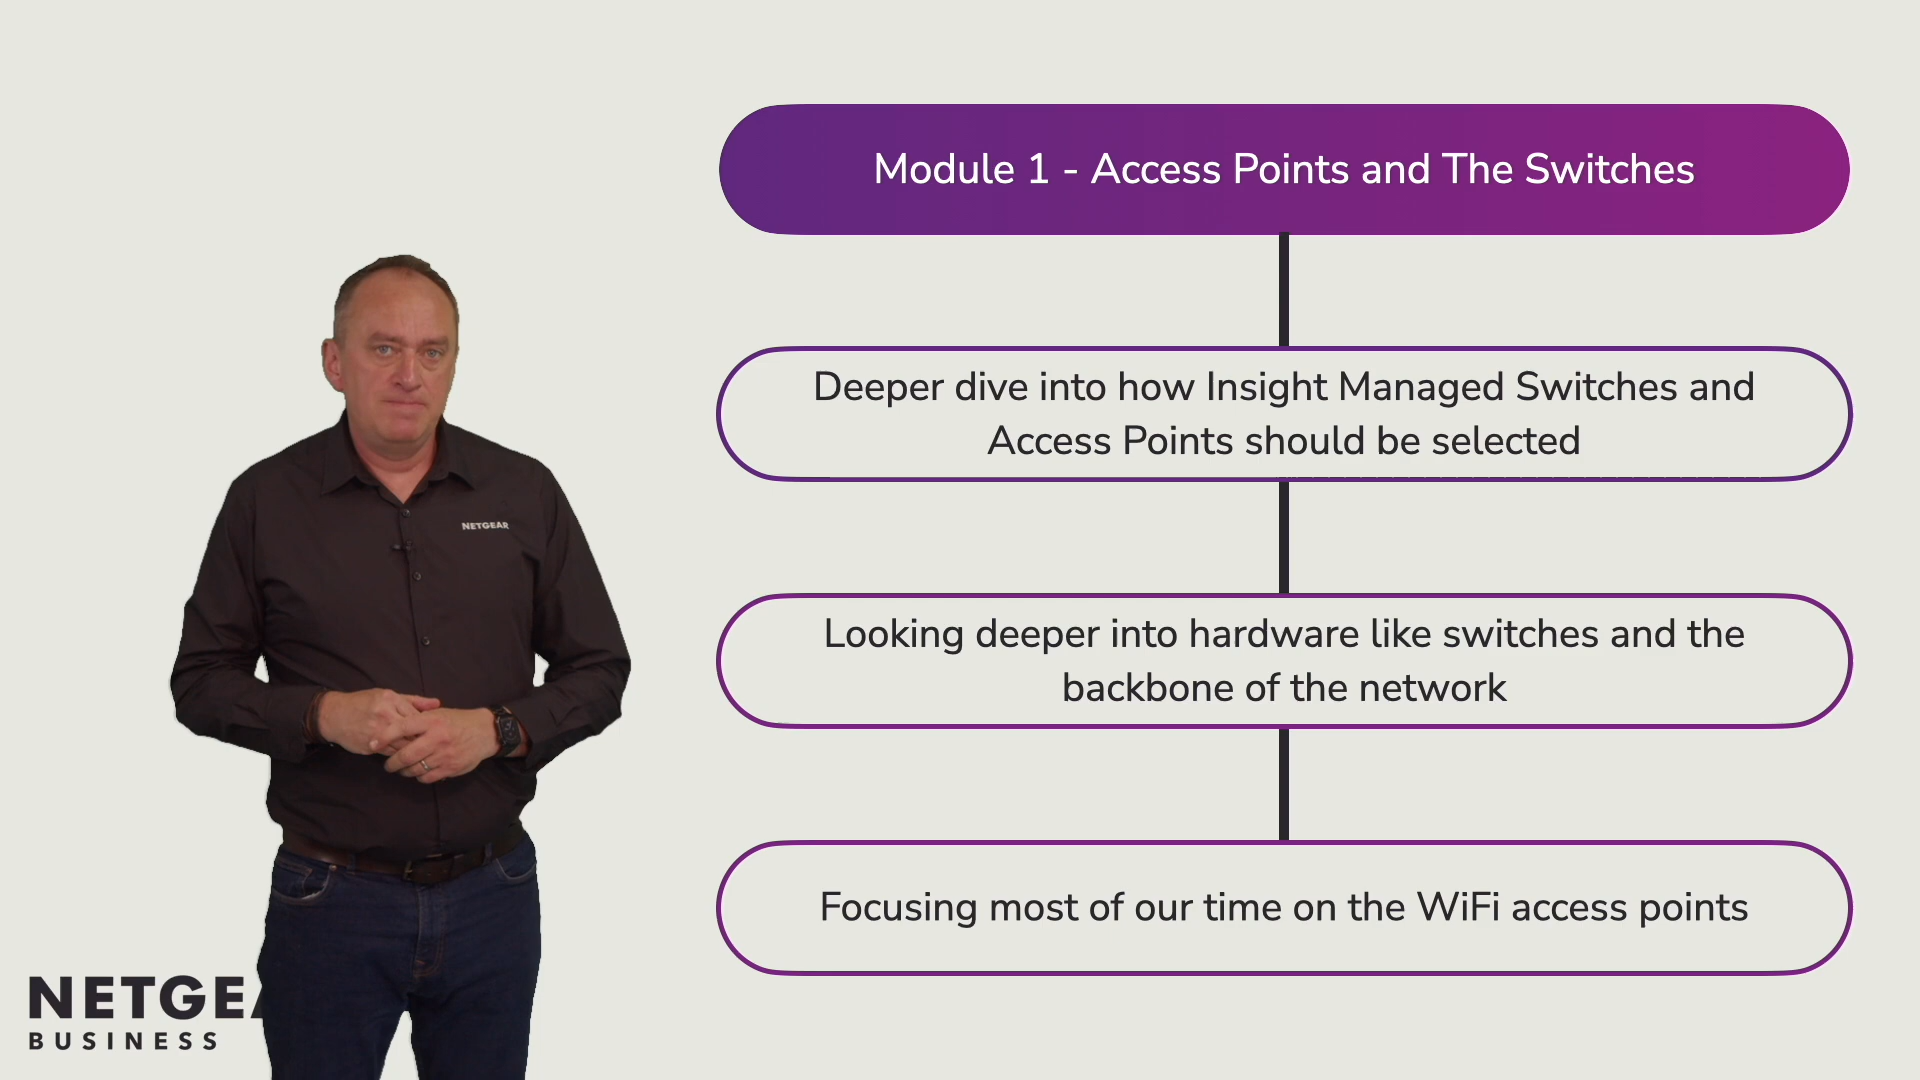 Module 1 - Access Points and The Switches
Deeper dive into how Insight Managed Switches and
Access Points should be selected
Looking deeper into hardware like switches and the
backbone of the network
Focusing most of our time on the WiFi access points
NETGEAR
NETGEA
BUSINESS